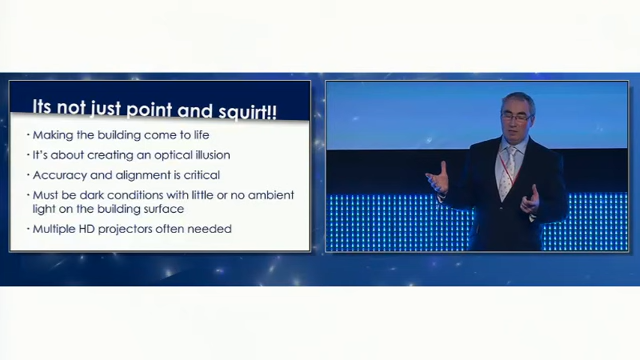 Its not just point and squirt!!
· Making the building come to life
· It's about creating an optical illusion
· Accuracy and alignment is critical
· Must be dark conditions with little or no ambient
light on the building surface
· Multiple HD projectors often needed